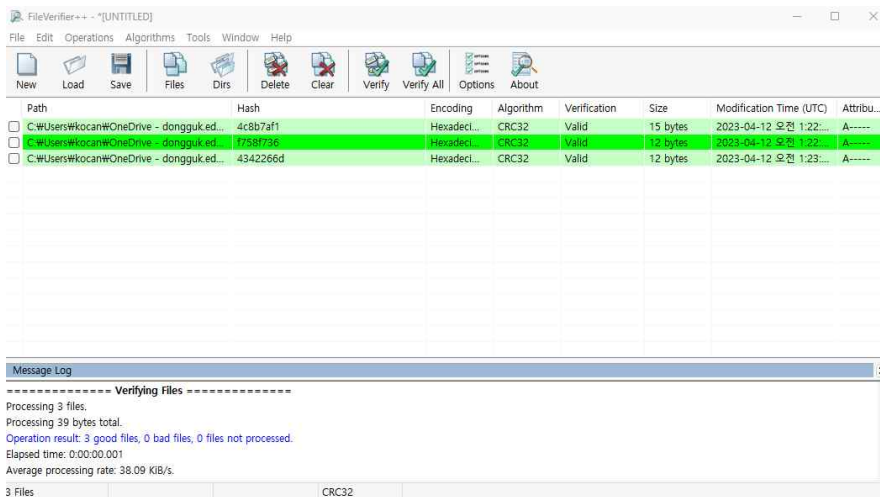 FileVerifier++ - *[UNTITLED]
File Edit Operations Algorithms Tools Window Help
New Load Save Files Dirs Delete Clear Verify Verify All Options About
Path Hash Encoding Algorithm Verification Size Modification Time (UTC) Attribu...
C:₩Users₩kocan₩OneDrive - dongguk.ed... 4c8b7af1 Hexadeci... CRC32 Valid 15 bytes 2023-04-12 오전 1:22:... A-----
C:₩Users₩kocan₩OneDrive - dongguk.ed... f758f736 Hexadeci... CRC32 Valid 12 bytes 2023-04-12 오전 1:22:... A-----
C:₩Users₩kocan₩OneDrive - dongguk.ed... 4342266d Hexadeci... CRC32 Valid 12 bytes 2023-04-12 오전 1:23:... A-----
Message Log
============== Verifying Files ==============
Processing 3 files.
Processing 39 bytes total.
Operation result: 3 good files, 0 bad files, 0 files not processed.
Elapsed time: 0:00:00.001
Average processing rate: 38.09 KiB/s.
3 Files CRC32